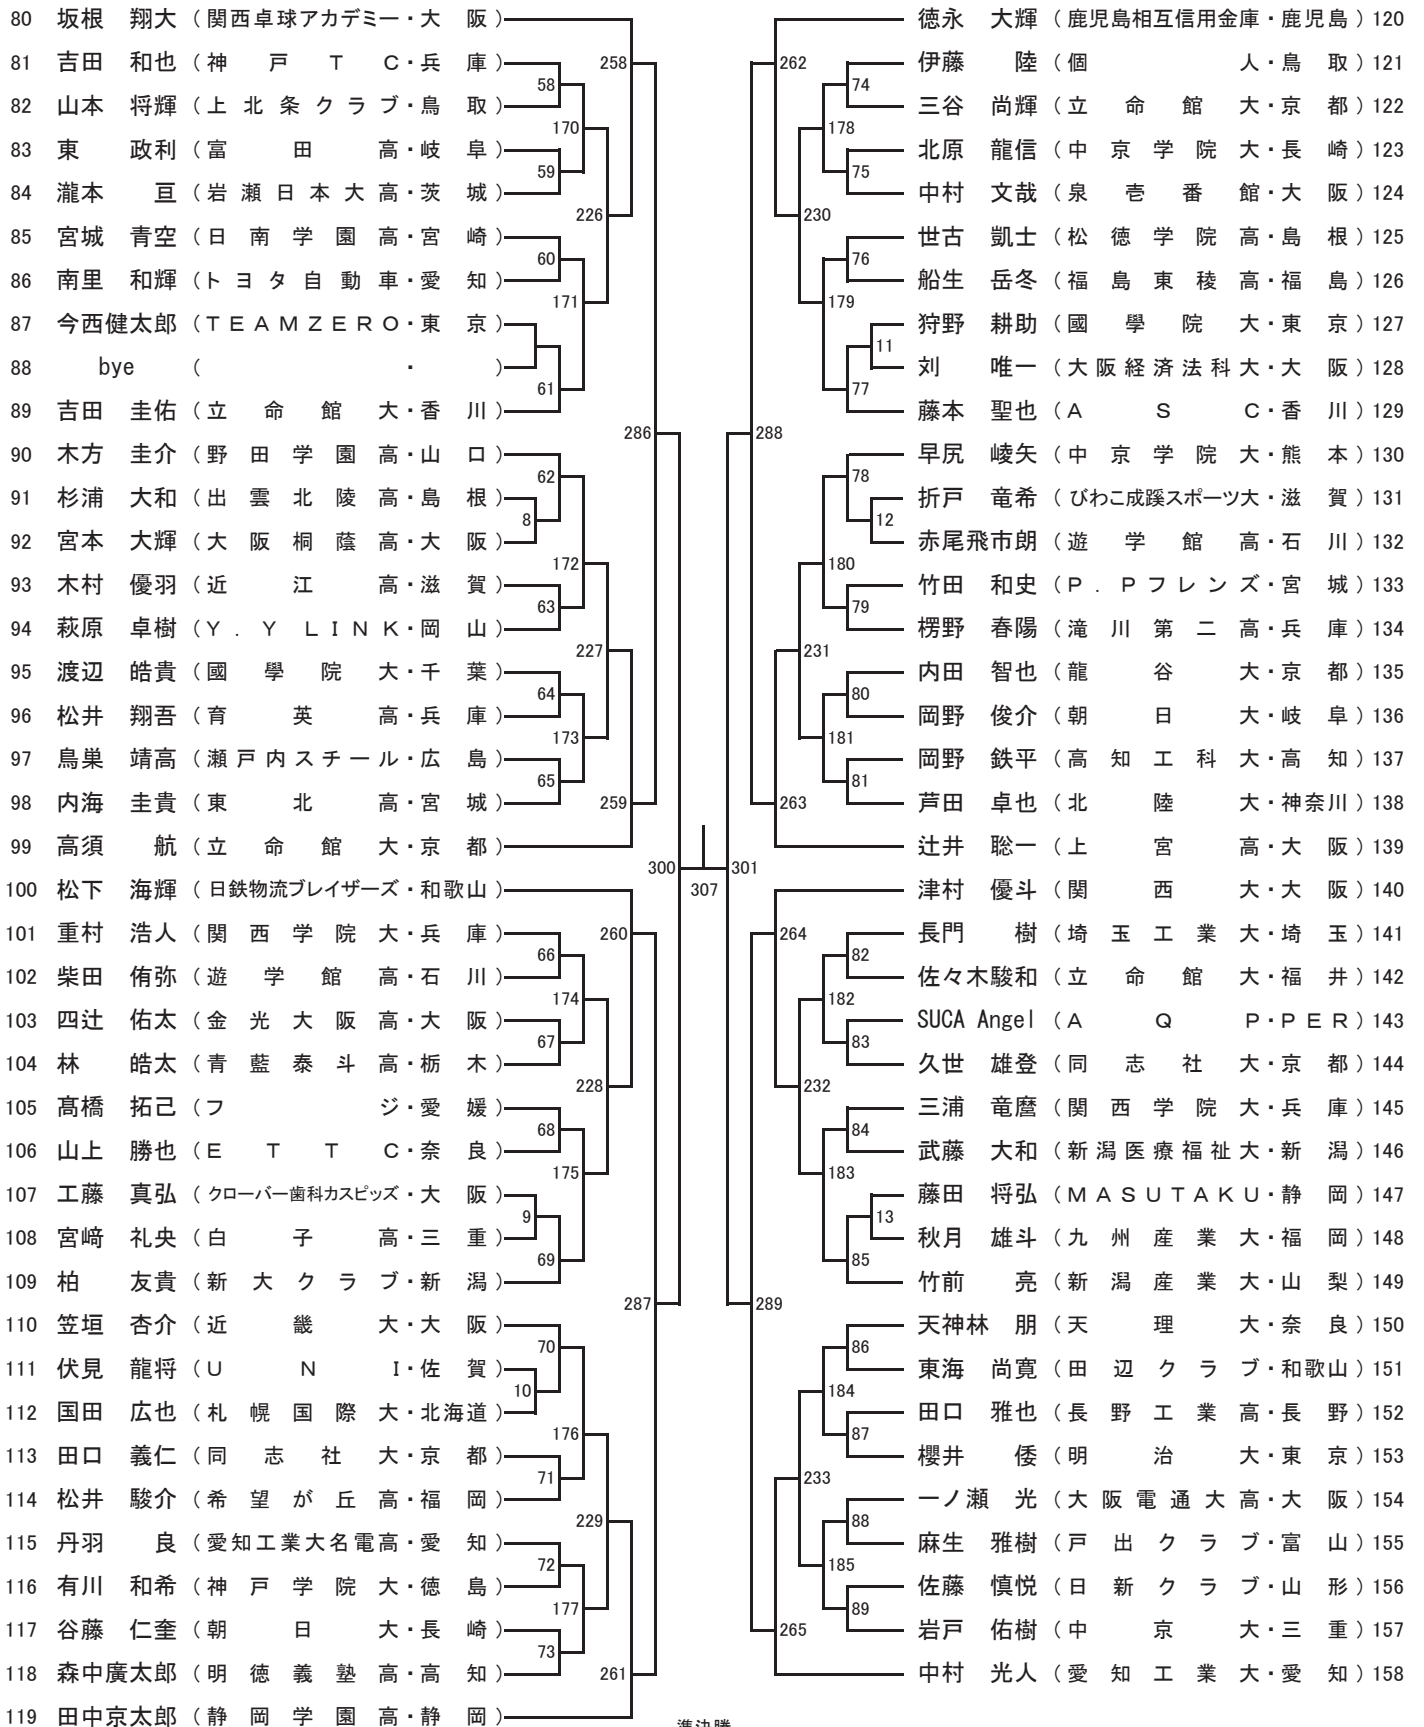 80 坂根 翔大 (関西卓球アカデミー・大 阪)
81 吉田 和也 (神 戸 T C・兵 庫)
82 山本 将輝 (上 北 条 ク ラ ブ・鳥 取)
83 東 政利 (富 田 高・岐 阜)
84 瀧本 亘 (岩 瀬 日 本 大 高・茨 城)
85 宮城 青空 (日 南 学 園 高・宮 崎)
86 南里 和輝 (ト ヨ タ 自 動 車・愛 知)
87 今西健太郎 (T E A M Z E R O・東 京)
88 bye ( ・ )
89 吉田 圭佑 (立 命 館 大・香 川)
90 木方 圭介 (野 田 学 園 高・山 口)
91 杉浦 大和 (出 雲 北 陵 高・島 根)
92 宮本 大輝 (大 阪 桐 蔭 高・大 阪)
93 木村 優羽 (近 江 高・滋 賀)
94 萩原 卓樹 (Y . Y L I N K・岡 山)
95 渡辺 皓貴 (國 學 院 大・千 葉)
96 松井 翔吾 (育 英 高・兵 庫)
97 鳥巣 靖高 (瀬 戸 内 ス チ ー ル・広 島)
98 内海 圭貴 (東 北 高・宮 城)
99 高須 航 (立 命 館 大・京 都)
100 松下 海輝 (日鉄物流ブレイザーズ・和歌山)
101 重村 浩人 (関 西 学 院 大・兵 庫)
102 柴田 侑弥 (遊 学 館 高・石 川)
103 四辻 佑太 (金 光 大 阪 高・大 阪)
104 林 皓太 (青 藍 泰 斗 高・栃 木)
105 髙橋 拓己 (フ ジ・愛 媛)
106 山上 勝也 (E T T C・奈 良)
107 工藤 真弘 (クローバー歯科カスピッズ・大 阪)
108 宮﨑 礼央 (白 子 高・三 重)
109 柏 友貴 (新 大 ク ラ ブ・新 潟)
110 笠垣 杏介 (近 畿 大・大 阪)
111 伏見 龍将 (U N I・佐 賀)
112 国田 広也 (札 幌 国 際 大・北海道)
113 田口 義仁 (同 志 社 大・京 都)
114 松井 駿介 (希 望 が 丘 高・福 岡)
115 丹羽 良 (愛知工業大名電高・愛 知)
116 有川 和希 (神 戸 学 院 大・徳 島)
117 谷藤 仁奎 (朝 日 大・長 崎)
118 森中廣太郎 (明 徳 義 塾 高・高 知)
119 田中京太郎 (静 岡 学 園 高・静 岡)
58
59
60
61
62
8
63
64
65
66
67
68
9
69
70
10
71
72
73
170
171
172
173
174
175
176
177
226
227
228
229
258
259
260
261
286
287
300
307
準決勝
301
288
289
262
263
264
265
230
231
232
233
178
179
180
181
182
183
184
185
74
75
76
11
77
78
12
79
80
81
82
83
84
13
85
86
87
88
89
徳永 大輝 (鹿児島相互信用金庫・鹿児島) 120
伊藤 陸 (個 人・鳥 取) 121
三谷 尚輝 (立 命 館 大・京 都) 122
北原 龍信 (中 京 学 院 大・長 崎) 123
中村 文哉 (泉 壱 番 館・大 阪) 124
世古 凱士 (松 徳 学 院 高・島 根) 125
船生 岳冬 (福 島 東 稜 高・福 島) 126
狩野 耕助 (國 學 院 大・東 京) 127
刘 唯一 (大 阪 経 済 法 科 大・大 阪) 128
藤本 聖也 (A S C・香 川) 129
早尻 崚矢 (中 京 学 院 大・熊 本) 130
折戸 竜希 (びわこ成蹊スポーツ大・滋 賀) 131
赤尾飛市朗 (遊 学 館 高・石 川) 132
竹田 和史 (P . P フ レ ン ズ・宮 城) 133
楞野 春陽 (滝 川 第 二 高・兵 庫) 134
内田 智也 (龍 谷 大・京 都) 135
岡野 俊介 (朝 日 大・岐 阜) 136
岡野 鉄平 (高 知 工 科 大・高 知) 137
芦田 卓也 (北 陸 大・神奈川) 138
辻井 聡一 (上 宮 高・大 阪) 139
津村 優斗 (関 西 大・大 阪) 140
長門 樹 (埼 玉 工 業 大・埼 玉) 141
佐々木駿和 (立 命 館 大・福 井) 142
SUCA Angel (A Q P・P E R) 143
久世 雄登 (同 志 社 大・京 都) 144
三浦 竜麿 (関 西 学 院 大・兵 庫) 145
武藤 大和 (新 潟 医 療 福 祉 大・新 潟) 146
藤田 将弘 (M A S U T A K U・静 岡) 147
秋月 雄斗 (九 州 産 業 大・福 岡) 148
竹前 亮 (新 潟 産 業 大・山 梨) 149
天神林 朋 (天 理 大・奈 良) 150
東海 尚寛 (田 辺 ク ラ ブ・和歌山) 151
田口 雅也 (長 野 工 業 高・長 野) 152
櫻井 倭 (明 治 大・東 京) 153
一ノ瀬 光 (大 阪 電 通 大 高・大 阪) 154
麻生 雅樹 (戸 出 ク ラ ブ・富 山) 155
佐藤 慎悦 (日 新 ク ラ ブ・山 形) 156
岩戸 佑樹 (中 京 大・三 重) 157
中村 光人 (愛 知 工 業 大・愛 知) 158